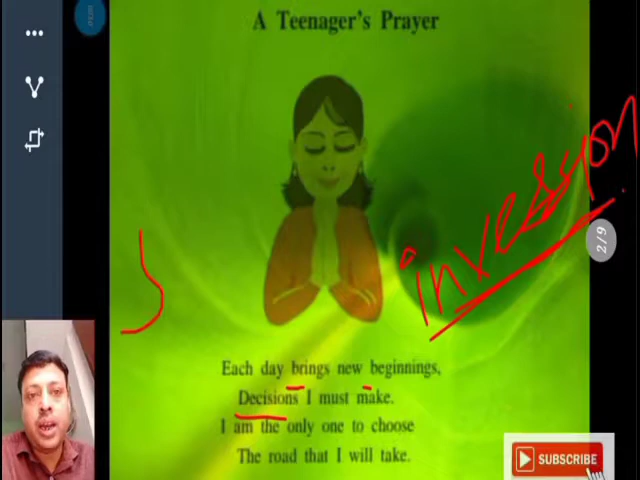 A Teenager's Prayer
invession
2/9
Each day brings new beginnings,
Decisions I must make.
I am the only one to choose
The road that I will take.
SUBSCRIBE